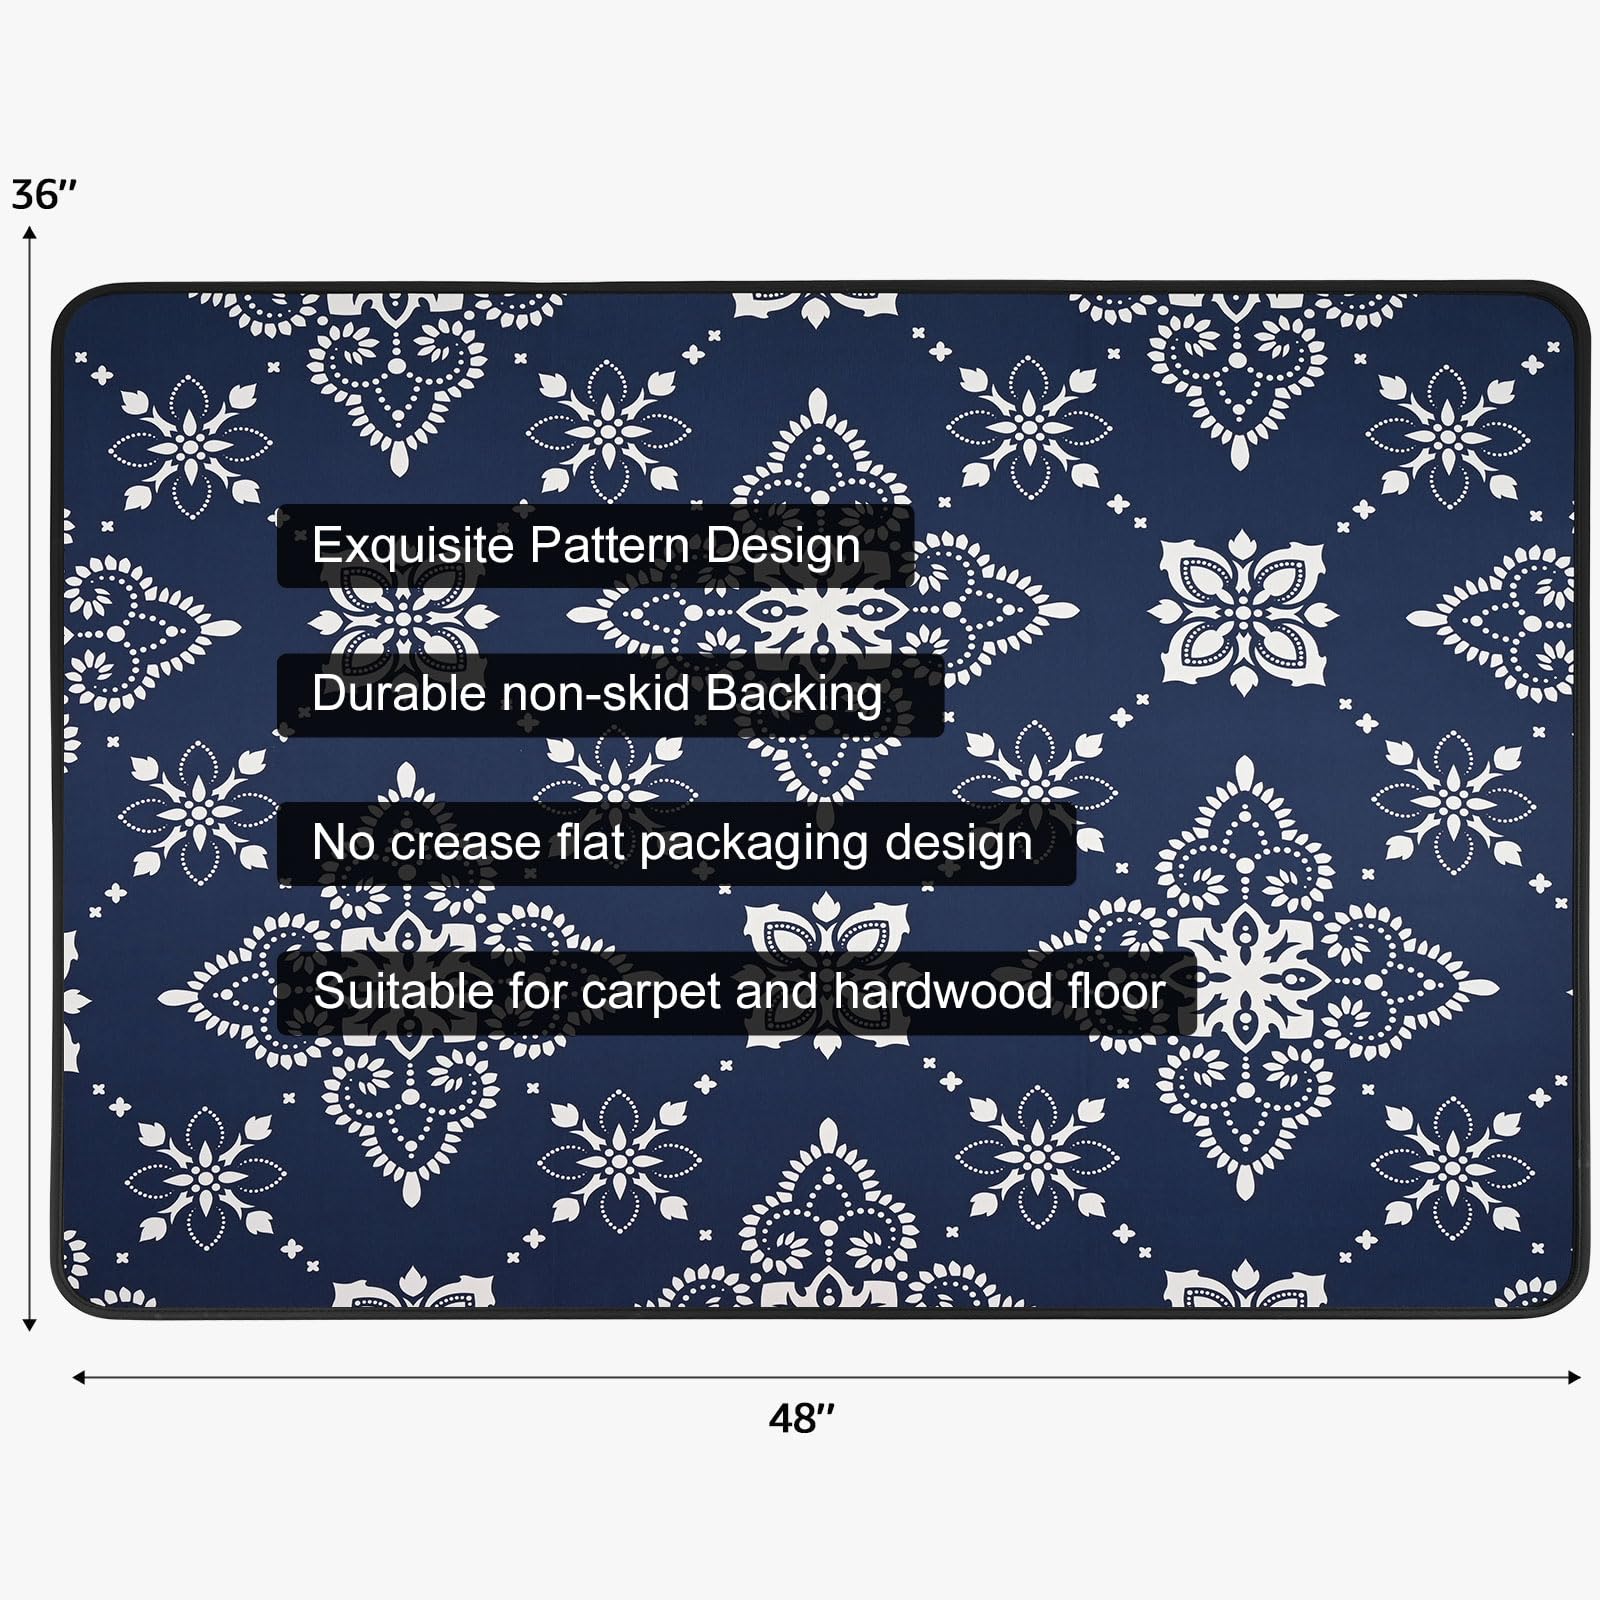 36″
Exquisite Pattern Design
Durable non-skid Backing
No crease flat packaging design
Suitable for carpet and hardwood floor
48″